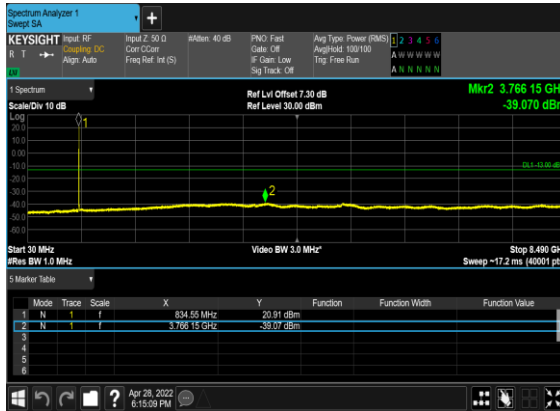 Spectrum Analyzer 1
Swept SA
+
KEYSIGHT Input: RF Input Z: 50 Ω #Atten: 40 dB PNO: Fast Avg Type: Power (RMS) 1 2 3 4 5 6
R T Coupling: DC Corr CCorr Gate: Off Avg|Hold: 100/100 A W W W W W
Align: Auto Freq Ref: Int (S) IF Gain: Low Trig: Free Run
Sig Track: Off A N N N N N
1 Spectrum
Scale/Div 10 dB
Ref Lvl Offset 7.30 dB
Ref Level 30.00 dBm
Mkr2 3.766 15 GH
-39.070 dBm
Log
20.0
10.0
0.00
-10.0
-20.0
-30.0
-40.0
-50.0
-60.0
1
2
DL1 -13.00 dB
Start 30 MHz Video BW 3.0 MHz* Stop 8.490 GH
#Res BW 1.0 MHz Sweep ~17.2 ms (40001 pt
5 Marker Table
Mode Trace Scale X Y Function Function Width Function Value
1 N 1 f 834.55 MHz 20.91 dBm
2 N 1 f 3.766 15 GHz -39.07 dBm
3
4
5
6
?
Apr 28, 2022
6:15:09 PM